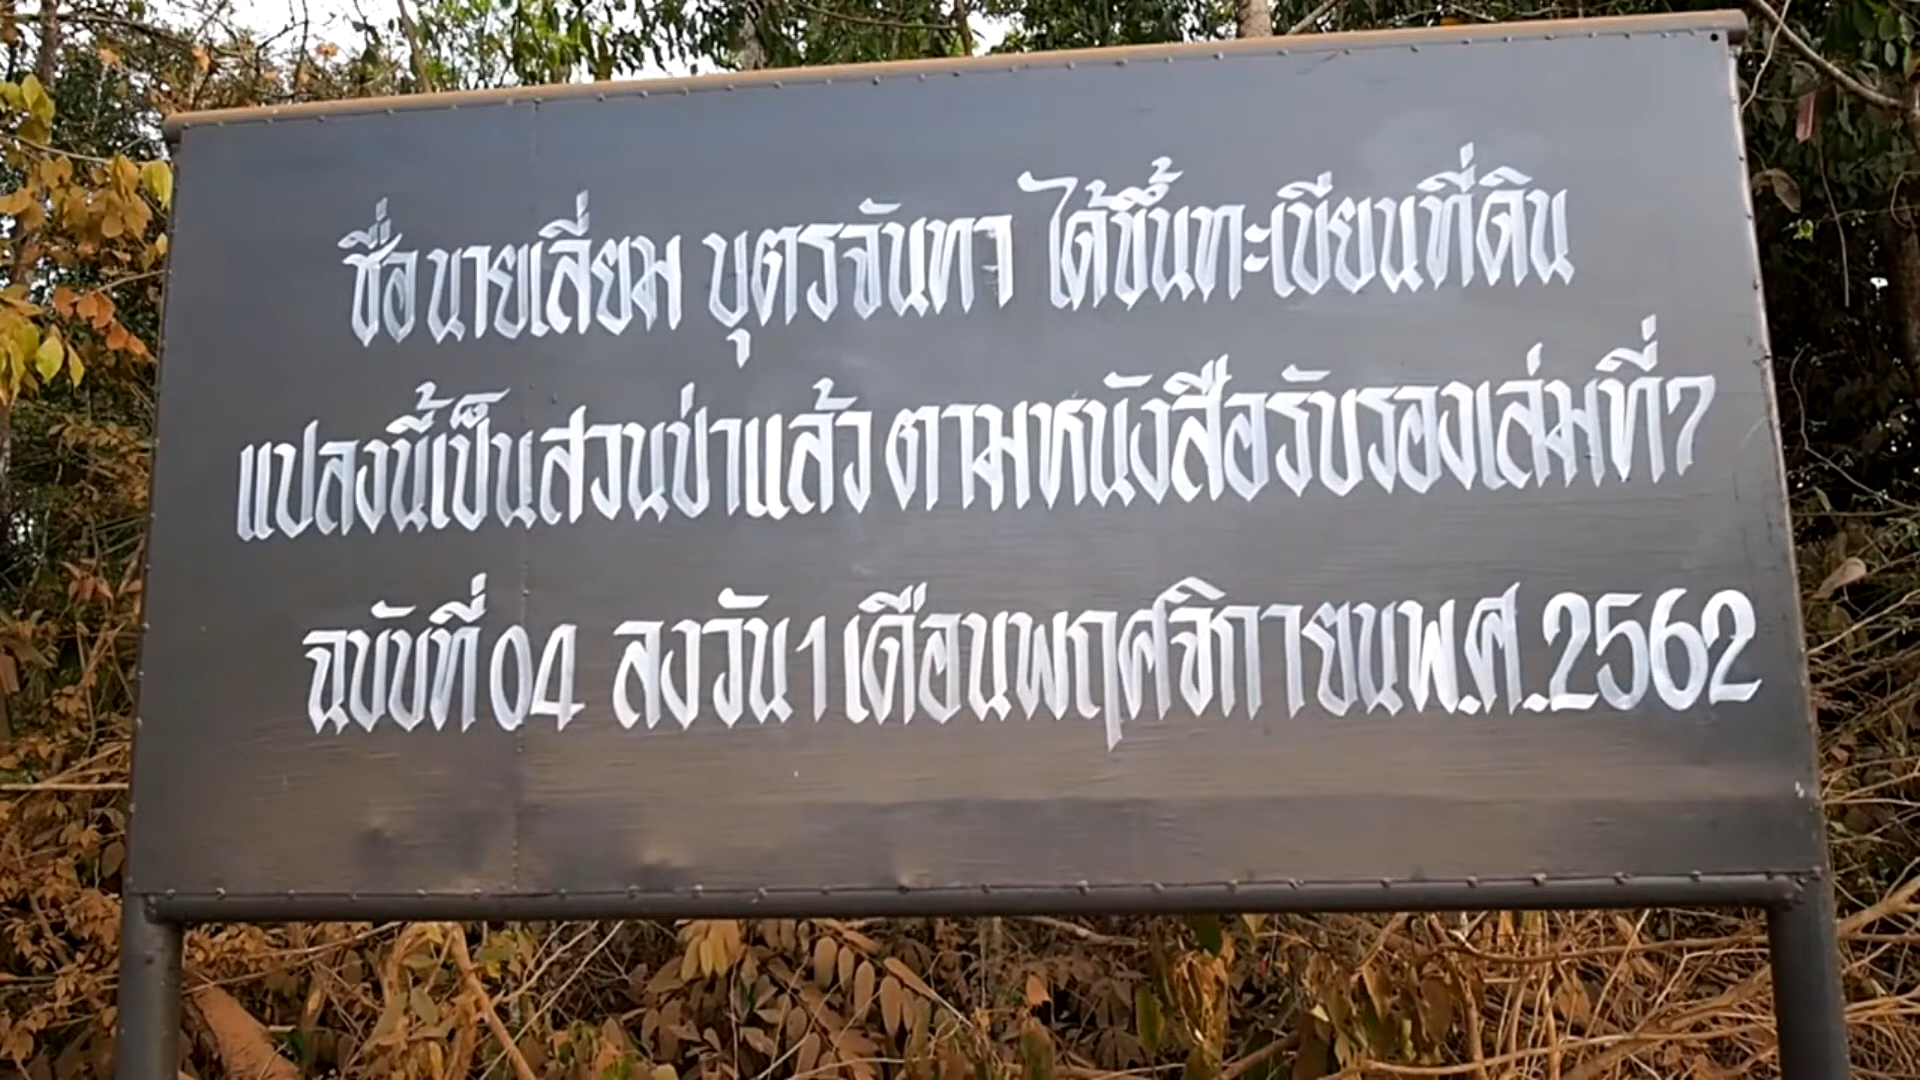 ชื่อ นายเลี่ยม บุตรจันทา ได้ขึ้นทะเบียนที่ดิน
แปลงนี้เป็นสวนป่าแล้ว ตามหนังสือรับรองเล่มที่7
ฉบับที่ 04 ลงวัน 1 เดือนพฤศจิกายนพ.ศ.2562